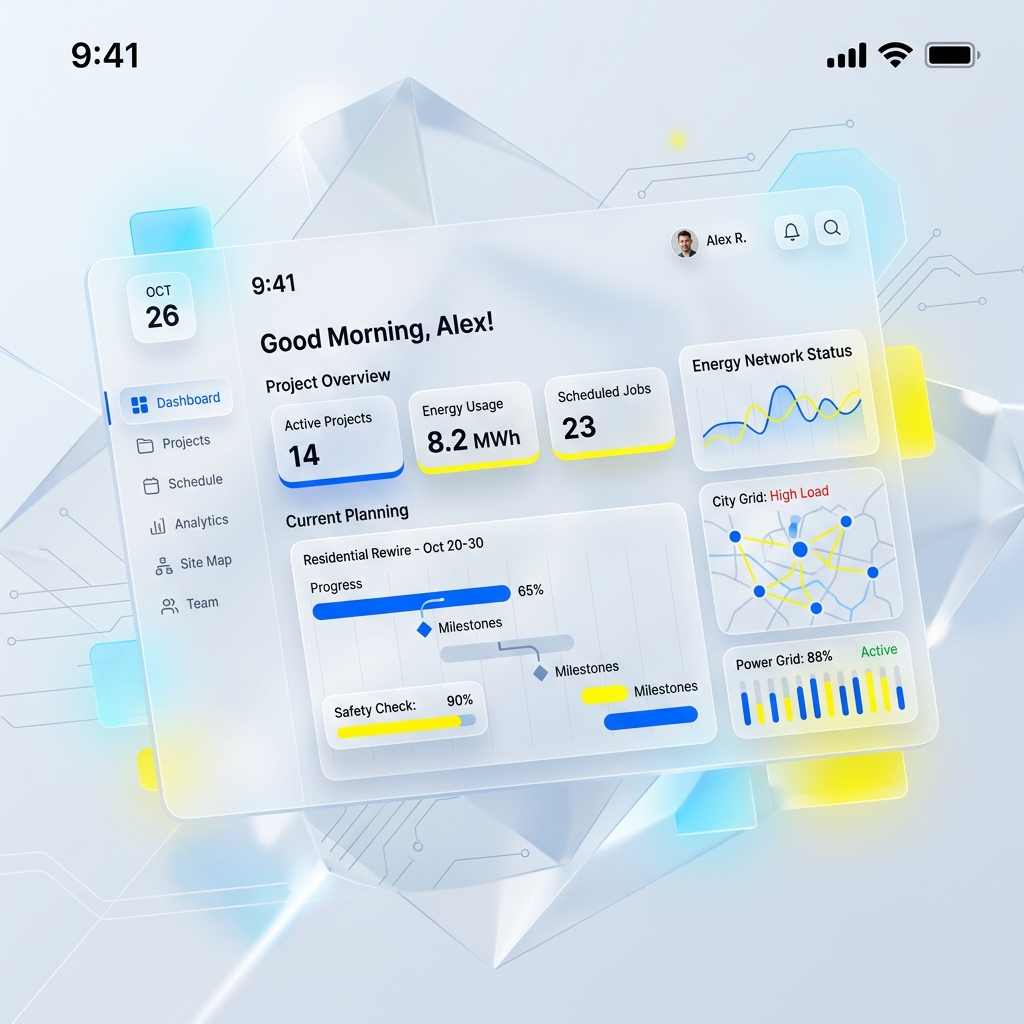 9:41
Alex R.
OCT
26
9:41
Good Morning, Alex!
Dashboard
Projects
Schedule
Analytics
Site Map
Team
Project Overview
Active Projects
14
Energy Usage
8.2 MWh
Scheduled Jobs
23
Energy Network Status
Current Planning
Residential Rewire - Oct 20-30
Progress
65%
Milestones
Milestones
Milestones
Safety Check: 90%
City Grid: High Load
Power Grid: 88% Active